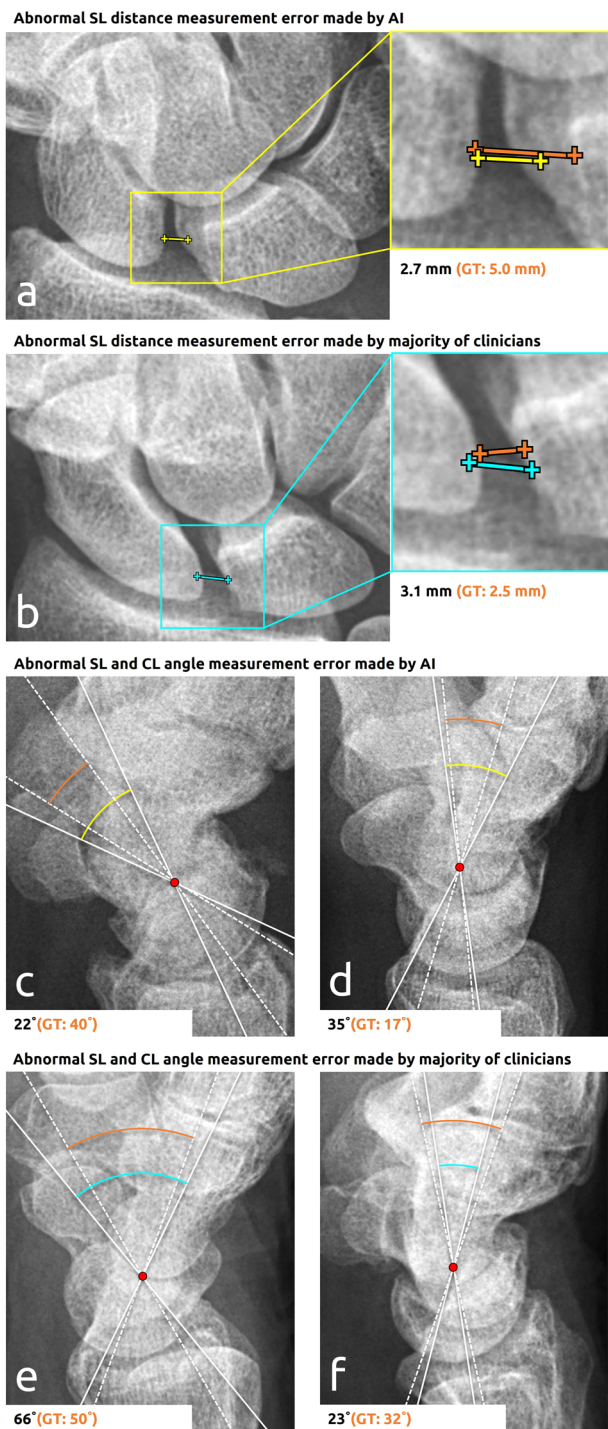 Abnormal SL distance measurement error made by AI
a
2.7 mm (GT: 5.0 mm)
Abnormal SL distance measurement error made by majority of clinicians
b
3.1 mm (GT: 2.5 mm)
Abnormal SL and CL angle measurement error made by AI
c
d
22˚(GT: 40˚)
35˚(GT: 17˚)
Abnormal SL and CL angle measurement error made by majority of clinicians
e
f
66˚(GT: 50˚)
23˚(GT: 32˚)